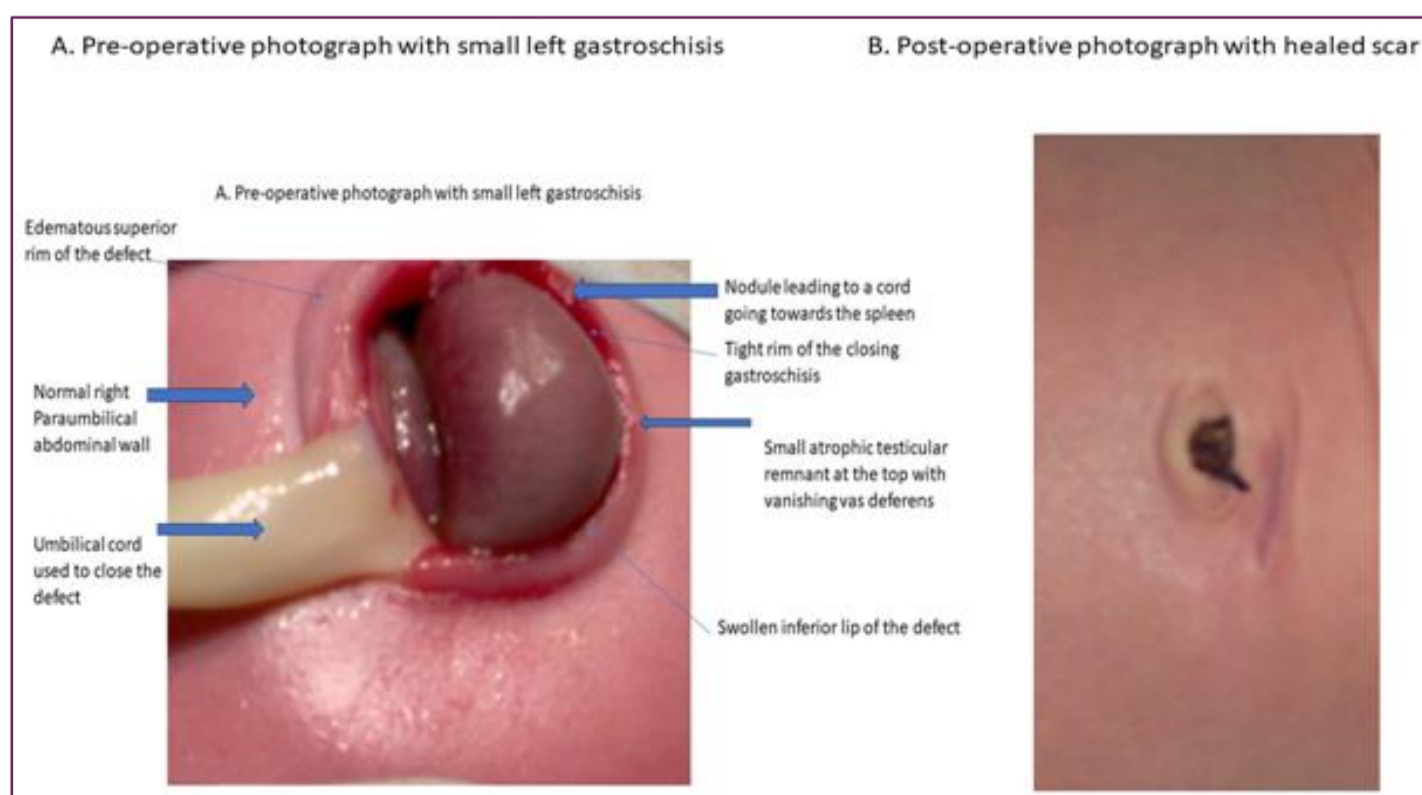 A. Pre-operative photograph with small left gastroschisis
B. Post-operative photograph with healed scar
A. Pre-operative photograph with small left gastroschisis
Edematous superior
rim of the defect
Normal right
Paraumbilical
abdominal wall
Umbilical cord
used to close the
defect
Nodule leading to a cord
going towards the spleen
Tight rim of the closing
gastroschisis
Small atrophic testicular
remnant at the top with
vanishing vas deferens
Swollen inferior lip of the defect